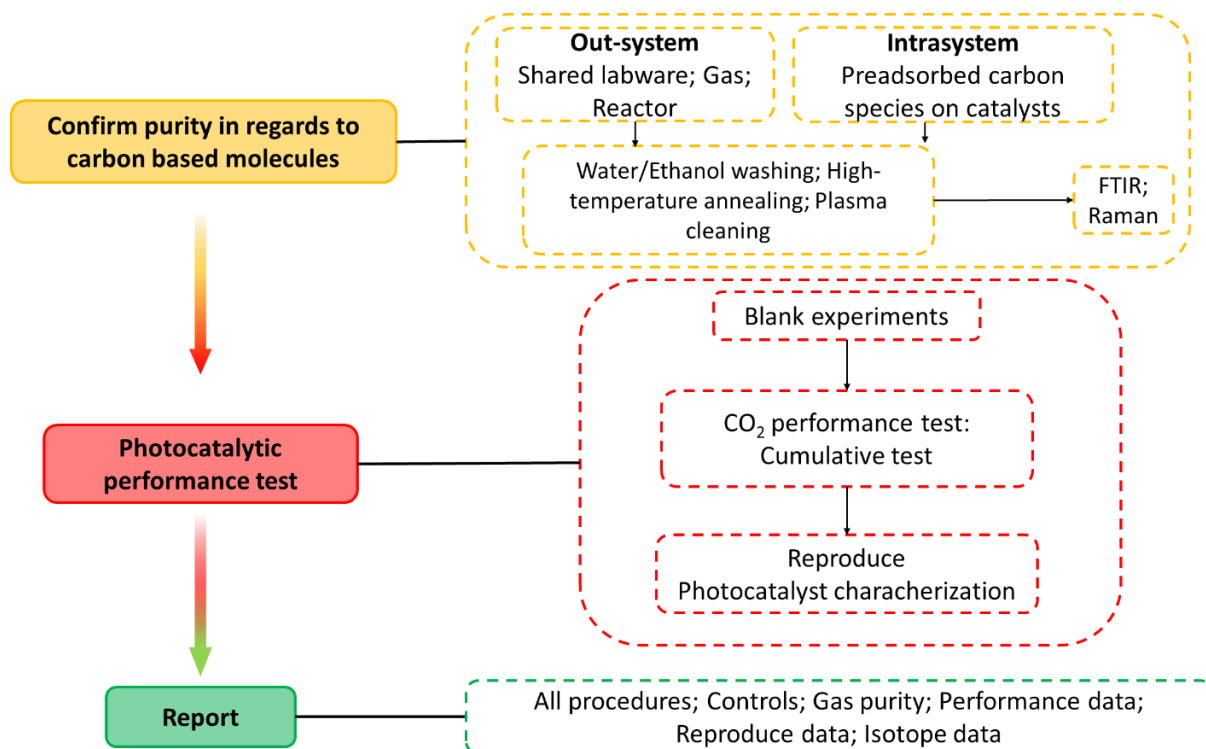 Out-system
Shared labware; Gas;
Reactor
Intrasystem
Preadsorbed carbon
species on catalysts
Confirm purity in regards to
carbon based molecules
Water/Ethanol washing; High-
temperature annealing; Plasma
cleaning
FTIR;
Raman
Blank experiments
CO₂ performance test:
Cumulative test
Photocatalytic
performance test
Reproduce
Photocatalyst characherization
Report
All procedures; Controls; Gas purity; Performance data;
Reproduce data; Isotope data